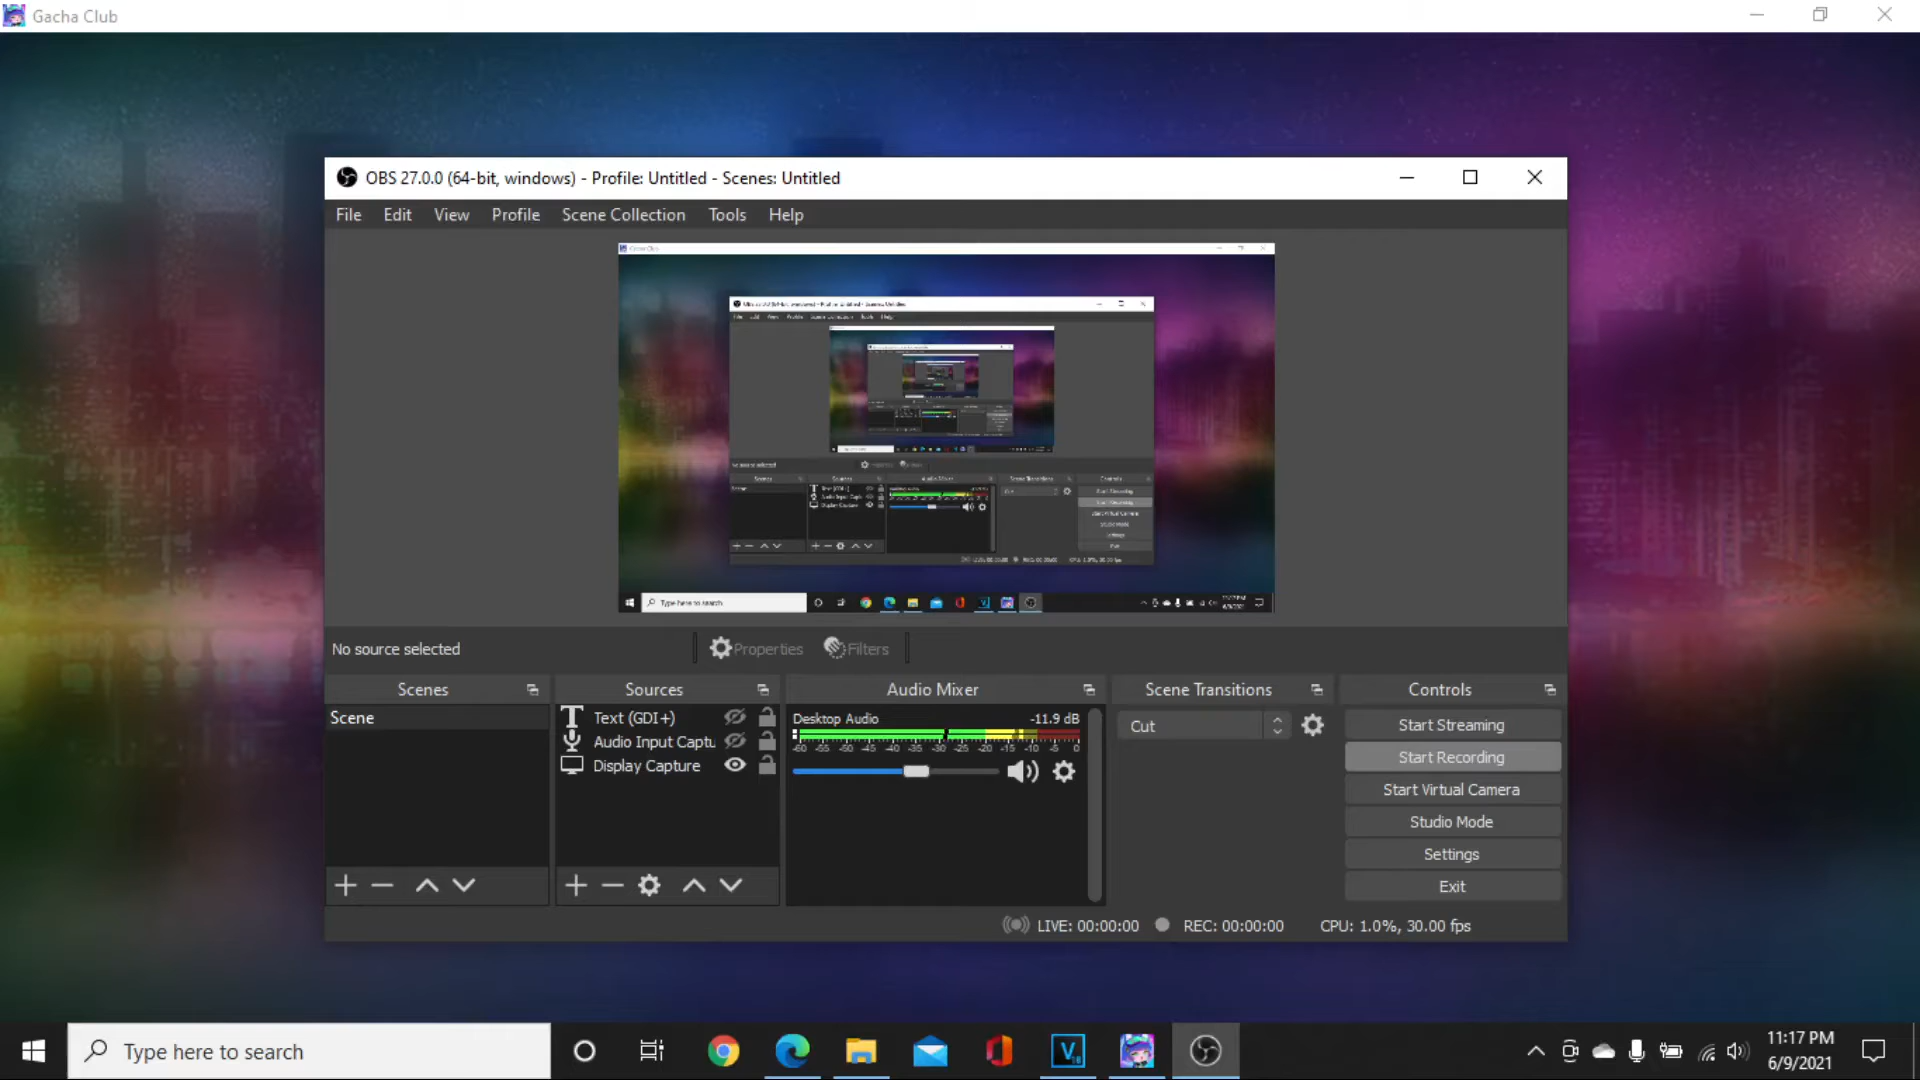 Gacha Club
OBS 27.0.0 (64-bit, windows) - Profile: Untitled - Scenes: Untitled
File Edit View Profile Scene Collection Tools Help
Type here to search
No source selected
Properties Filters
Scenes
Scene
Sources
Text (GDI+)
Audio Input Captu
Display Capture
Audio Mixer
Desktop Audio -11.9 dB
-60 -55 -50 -45 -40 -35 -30 -25 -20 -15 -10 -5 0
Scene Transitions
Cut
Controls
Start Streaming
Start Recording
Start Virtual Camera
Studio Mode
Settings
Exit
LIVE: 00:00:00 REC: 00:00:00 CPU: 1.0%, 30.00 fps
Type here to search
11:17 PM
6/9/2021